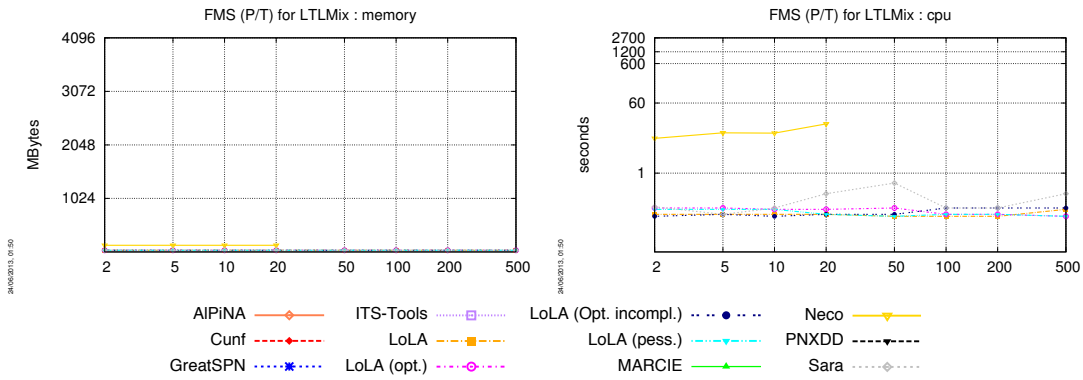 FMS (P/T) for LTLMix : memory
4096
3072
2048
1024
MBytes
2 5 10 20 50 100 200 500
24/06/2013, 01:50
FMS (P/T) for LTLMix : cpu
2700
1200
600
60
1
seconds
2 5 10 20 50 100 200 500
24/06/2013, 01:50
AlPiNA ITS-Tools LoLA (Opt. incompl.) Neco
Cunf LoLA LoLA (pess.) PNXDD
GreatSPN LoLA (opt.) MARCIE Sara